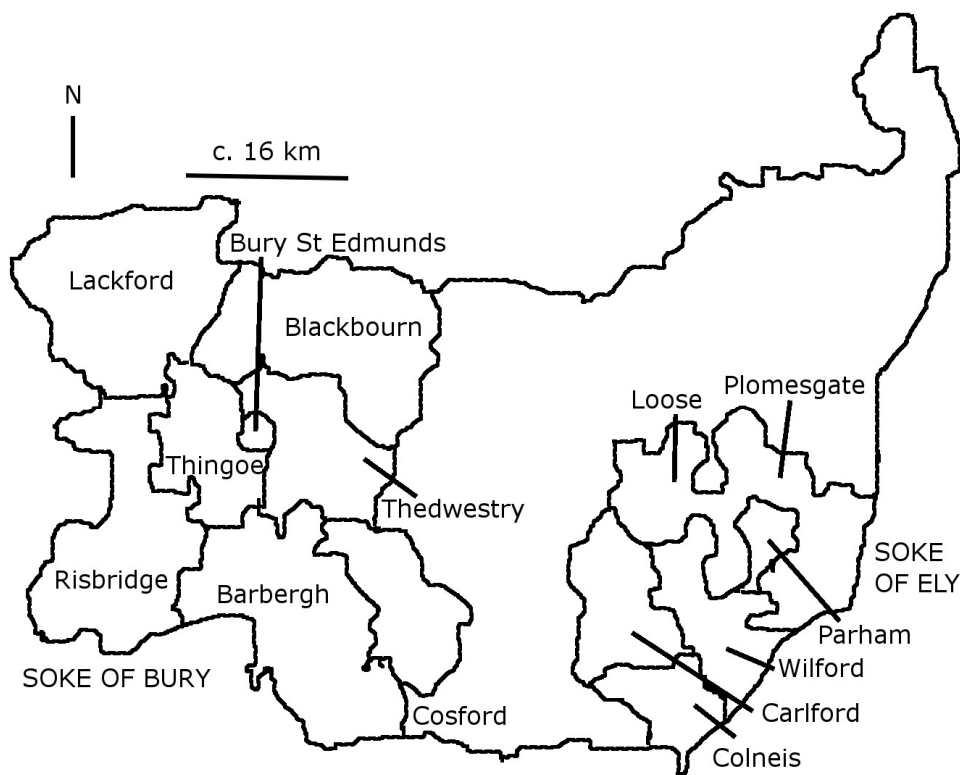 N
c. 16 km
Bury St Edmunds
Lackford
Blackbourn
Plomesgate
Loose
Thingoe
Thedwestry
SOKE
OF ELY
Risbridge
Barbergh
Parham
Wilford
SOKE OF BURY
Carlford
Cosford
Colneis